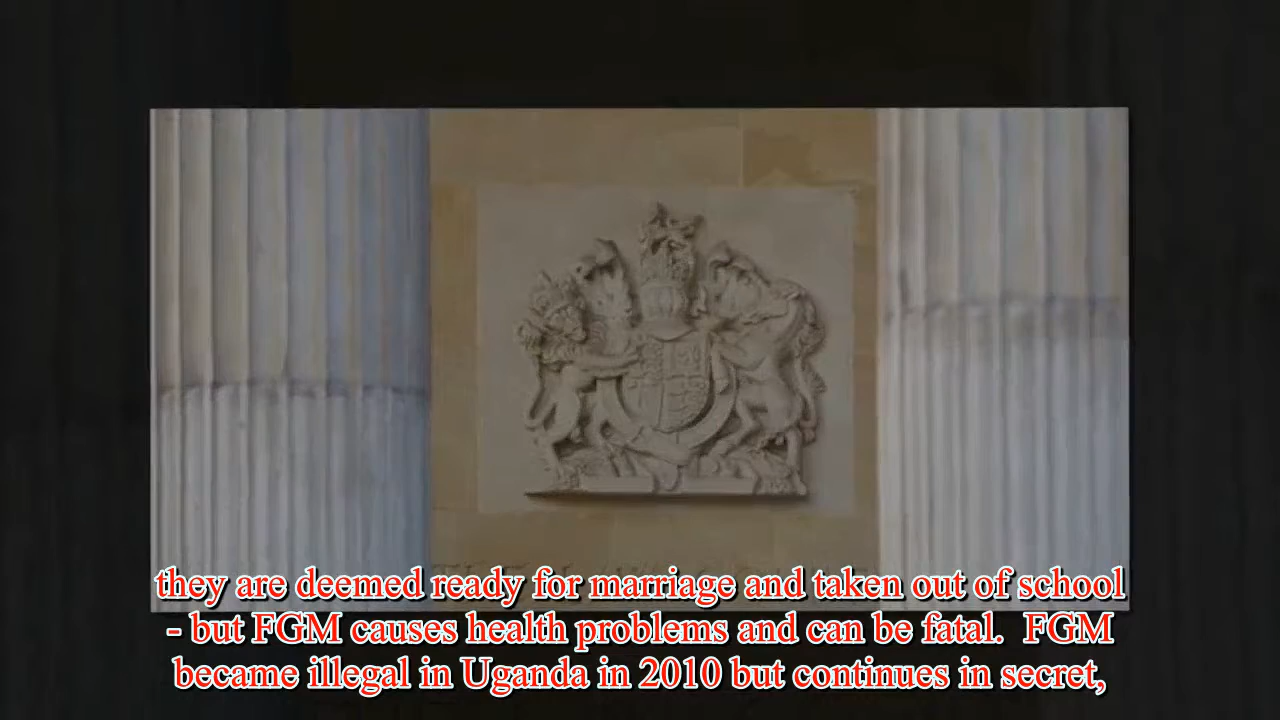 they are deemed ready for marriage and taken out of school
- but FGM causes health problems and can be fatal.  FGM
became illegal in Uganda in 2010 but continues in secret,